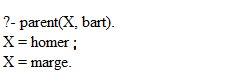 ?- parent(X, bart).
X = homer ;
X = marge.